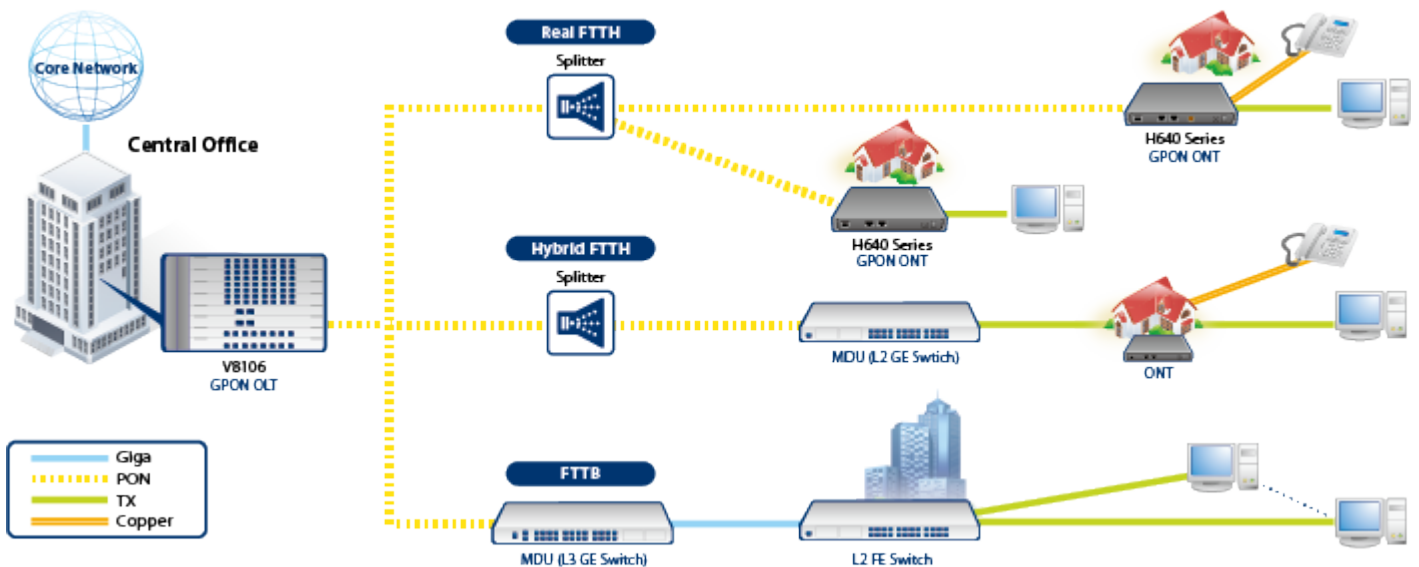 Core Network
Central Office
V8106
GPON OLT
Giga
PON
TX
Copper
Real FTTH
Splitter
H640 Series
GPON ONT
H640 Series
GPON ONT
Hybrid FTTH
Splitter
MDU (L2 GE Swtich)
ONT
FTTB
MDU (L3 GE Switch)
L2 FE Switch